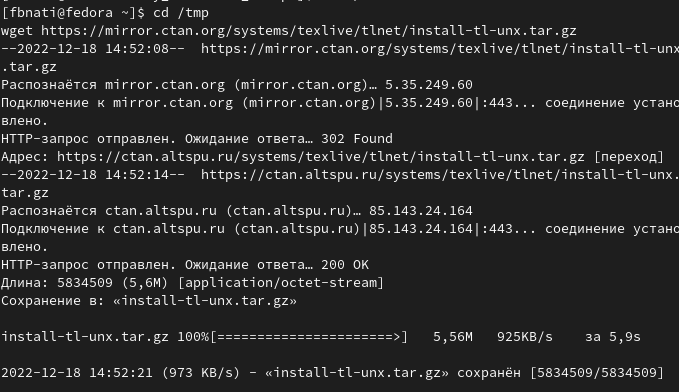 [fbnati@fedora ~]$ cd /tmp
wget https://mirror.ctan.org/systems/texlive/tlnet/install-tl-unx.tar.gz
--2022-12-18 14:52:08--  https://mirror.ctan.org/systems/texlive/tlnet/install-tl-unx
.tar.gz
Распознаётся mirror.ctan.org (mirror.ctan.org)… 5.35.249.60
Подключение к mirror.ctan.org (mirror.ctan.org)|5.35.249.60|:443... соединение устано
влено.
HTTP-запрос отправлен. Ожидание ответа… 302 Found
Адрес: https://ctan.altspu.ru/systems/texlive/tlnet/install-tl-unx.tar.gz [переход]
--2022-12-18 14:52:14--  https://ctan.altspu.ru/systems/texlive/tlnet/install-tl-unx.
tar.gz
Распознаётся ctan.altspu.ru (ctan.altspu.ru)… 85.143.24.164
Подключение к ctan.altspu.ru (ctan.altspu.ru)|85.143.24.164|:443... соединение устано
влено.
HTTP-запрос отправлен. Ожидание ответа… 200 OK
Длина: 5834509 (5,6M) [application/octet-stream]
Сохранение в: «install-tl-unx.tar.gz»
install-tl-unx.tar.gz 100%[======================>]   5,56M   925KB/s    за 5,9s
2022-12-18 14:52:21 (973 KB/s) - «install-tl-unx.tar.gz» сохранён [5834509/5834509]